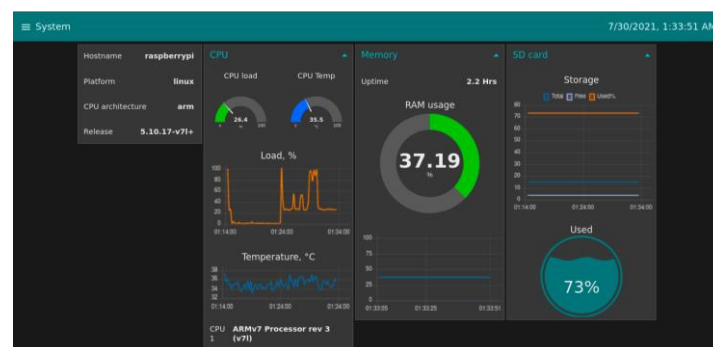 System
7/30/2021, 1:33:51 AM
Hostname raspberrypi
Platform linux
CPU architecture arm
Release 5.10.17-v7l+
CPU
CPU load CPU Temp
26.4
0 % 100
35.5
0 % 100
Load, %
100
80
60
40
20
0
01:14:00 01:24:00 01:34:00
Temperature, °C
38
36
34
32
01:14:00 01:24:00 01:34:00
CPU 1 ARMv7 Processor rev 3 (v7l)
Memory
Uptime 2.2 Hrs
RAM usage
37.19
%
100
75
50
25
0
01:33:05 01:33:25 01:33:51
SD card
Storage
Total Free Used%
80
70
60
50
40
30
20
10
0
01:14:00 01:24:00 01:34:00
Used
73%